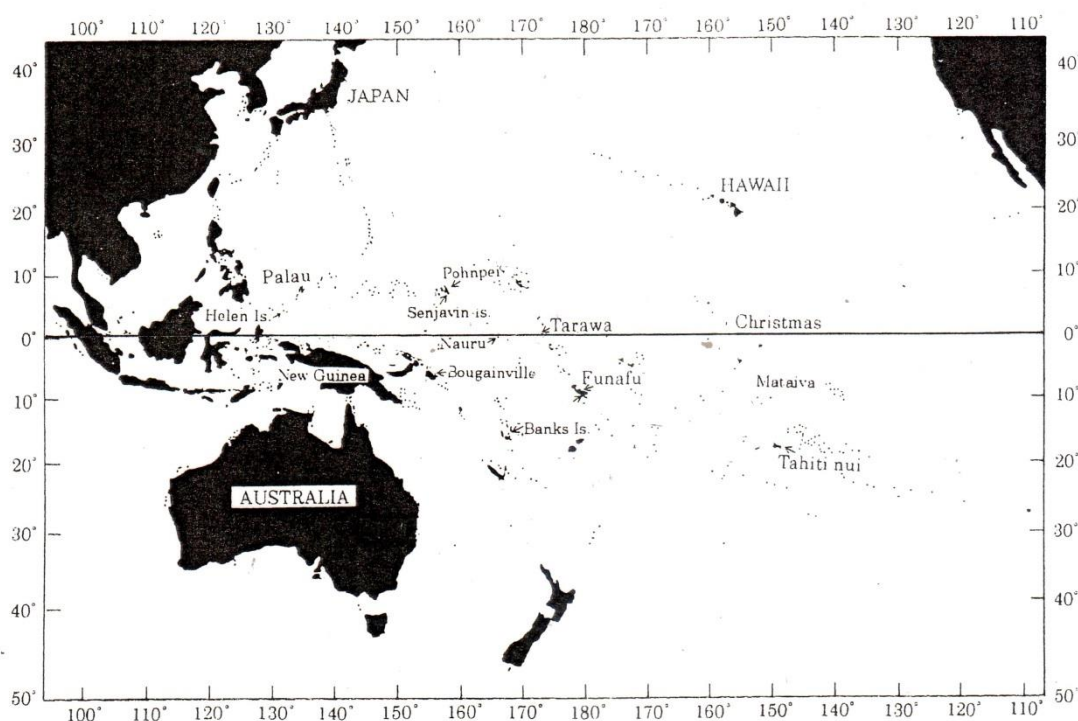 100° 110° 120° 130° 140° 150° 160° 170° 180° 170° 160° 150° 140° 130° 120° 110°
40° 40°
JAPAN
30° 30°
HAWAII
20° 20°
Palau
Pohnpei
10° 10°
Helen Is.
Senjavin is.
Tarawa
Christmas
0° 0°
Nauru
New Guinea
Bougainville
Funafu
Mataiva
10° 10°
Banks Is.
Tahiti nui
20° 20°
AUSTRALIA
30° 30°
40° 40°
50° 50°
100° 110° 120° 130° 140° 150° 160° 170° 180° 170° 160° 150° 140° 130° 120° 110°